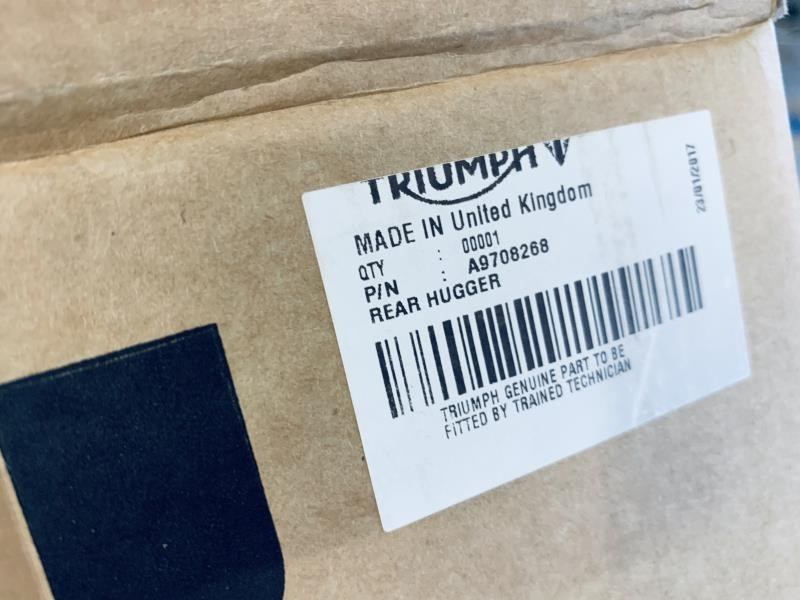 TRIUMPH
MADE IN United Kingdom
QTY : 00001
P/N : A9708268
REAR HUGGER
TRIUMPH GENUINE PART TO BE
FITTED BY TRAINED TECHNICIAN
23/01/2017